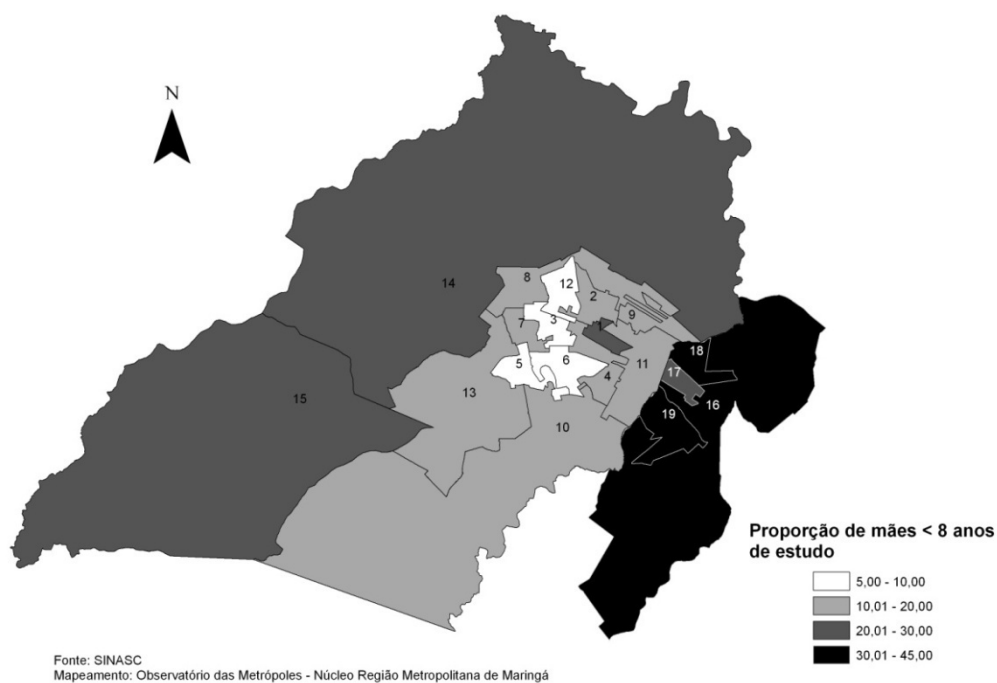 N
8
12
2
14
3
9
7
1
5
6
11
18
4
17
13
15
16
19
10
Proporção de mães < 8 anos
de estudo
5,00 - 10,00
10,01 - 20,00
20,01 - 30,00
30,01 - 45,00
Fonte: SINASC
Mapeamento: Observatório das Metrópoles - Núcleo Região Metropolitana de Maringá